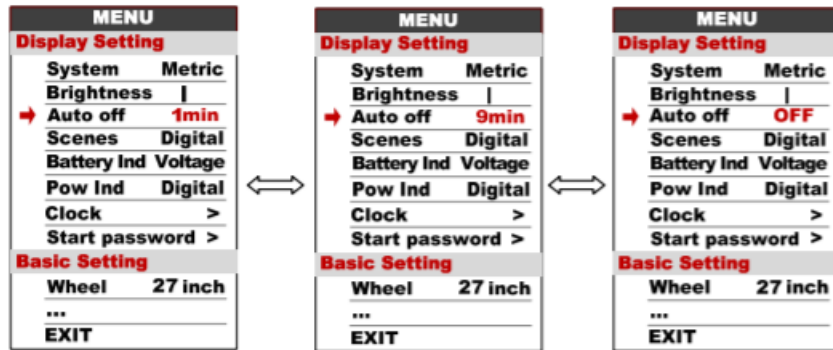 MENU
Display Setting
System Metric
Brightness |
Auto off 1min
Scenes Digital
Battery Ind Voltage
Pow Ind Digital
Clock >
Start password >
Basic Setting
Wheel 27 inch
...
EXIT
MENU
Display Setting
System Metric
Brightness |
Auto off 9min
Scenes Digital
Battery Ind Voltage
Pow Ind Digital
Clock >
Start password >
Basic Setting
Wheel 27 inch
...
EXIT
MENU
Display Setting
System Metric
Brightness |
Auto off OFF
Scenes Digital
Battery Ind Voltage
Pow Ind Digital
Clock >
Start password >
Basic Setting
Wheel 27 inch
...
EXIT